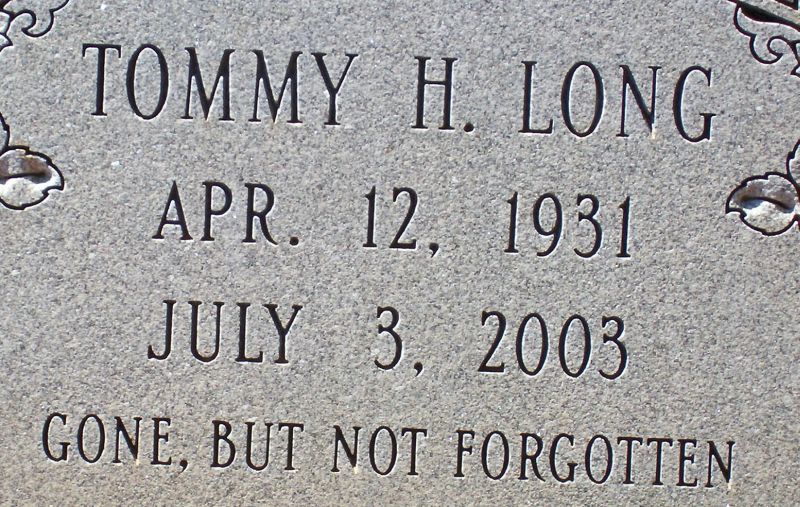 TOMMY H. LONG
APR. 12, 1931
JULY 3, 2003
GONE, BUT NOT FORGOTTEN